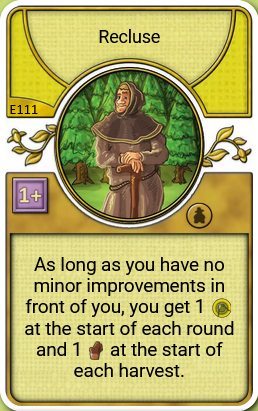 Recluse
E111
1+
As long as you have no
minor improvements in
front of you, you get 1
at the start of each round
and 1 at the start of
each harvest.